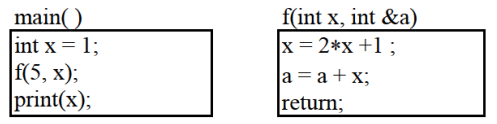 main( )
int x = 1;
f(5, x);
print(x);
f(int x, int &a)
x = 2*x +1 ;
a = a + x;
return;